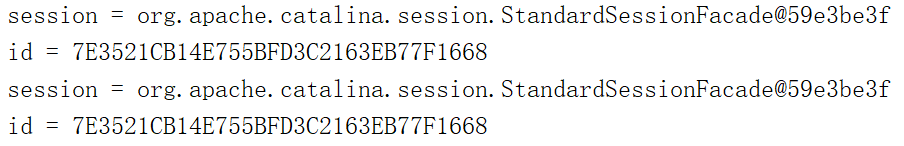 session = org.apache.catalina.session.StandardSessionFacade@59e3be3f
id = 7E3521CB14E755BFD3C2163EB77F1668
session = org.apache.catalina.session.StandardSessionFacade@59e3be3f
id = 7E3521CB14E755BFD3C2163EB77F1668